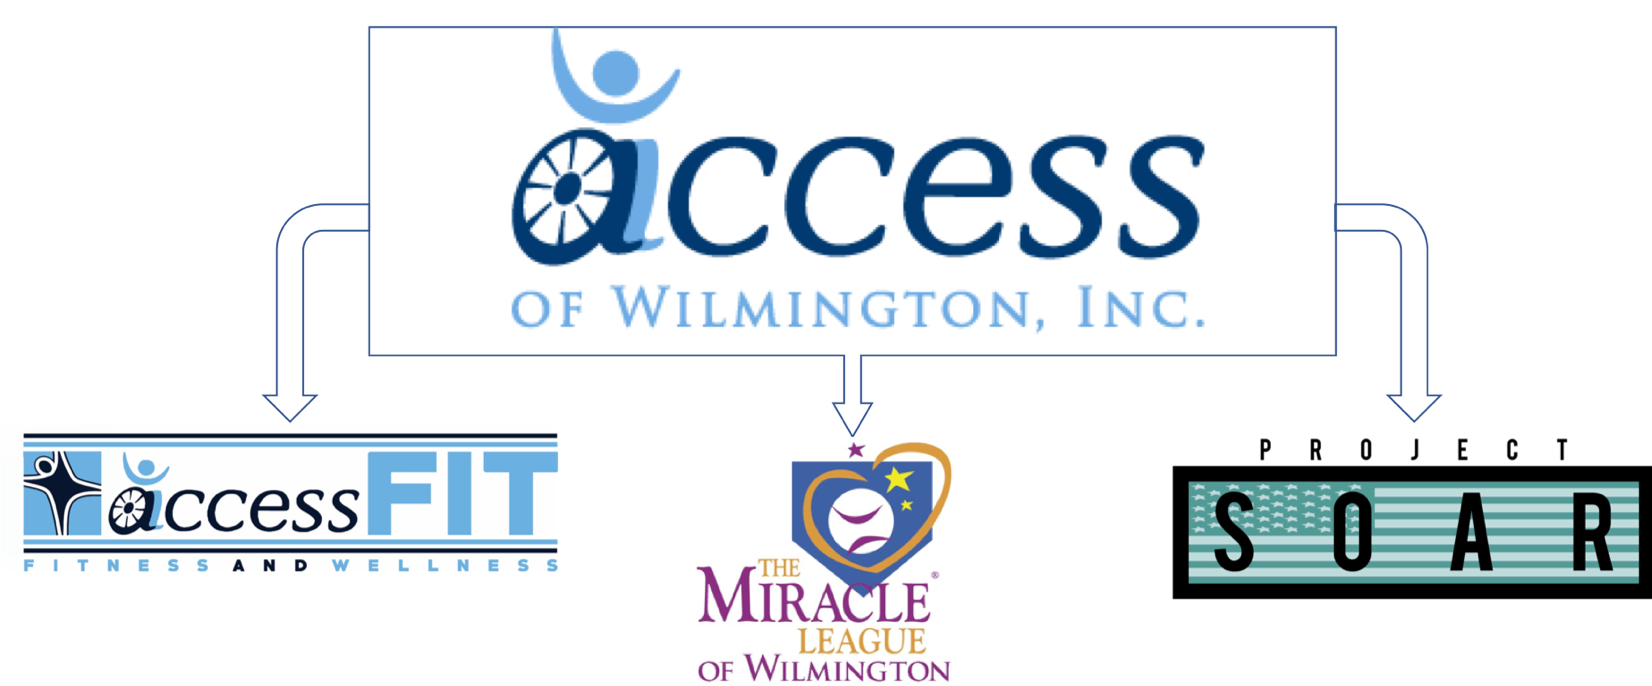 access
OF WILMINGTON, INC.
accessFIT
FITNESS AND WELLNESS
THE
MIRACLE®
LEAGUE
OF WILMINGTON
PROJECT
SOAR